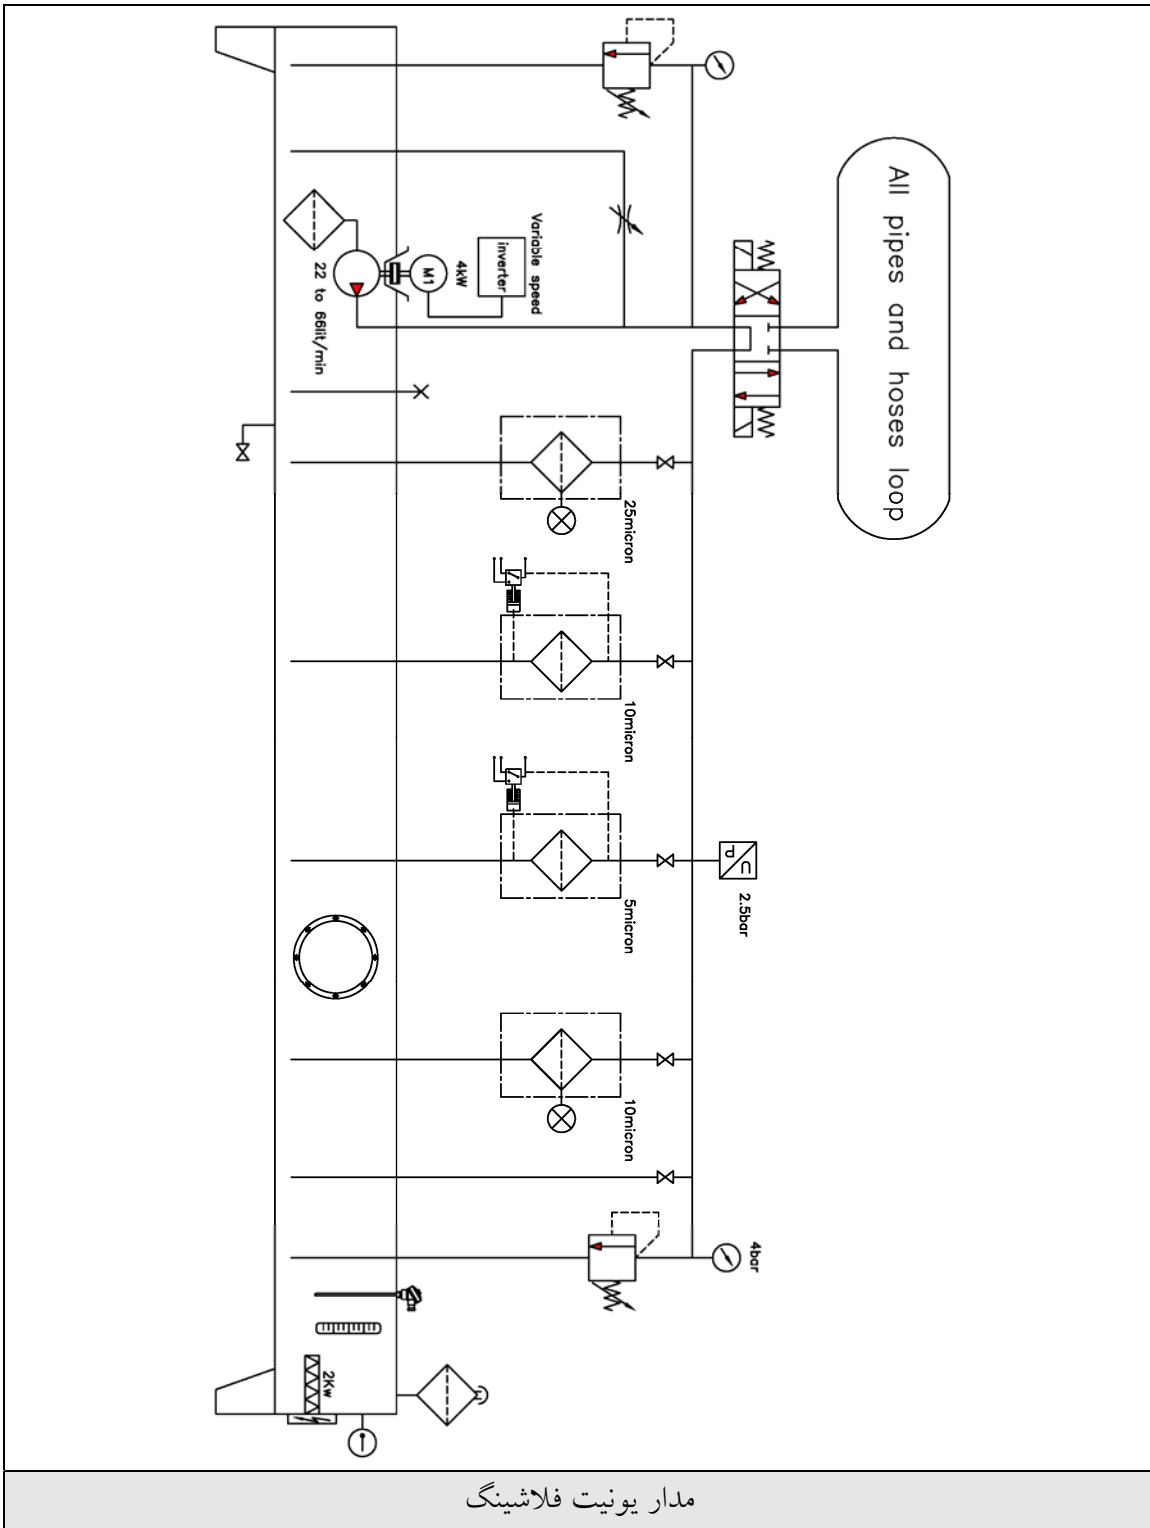 All pipes and hoses loop
Variable speed
inverter
4kW
M1
22 to 66lit/min
25micron
10micron
5micron
U
P
2.5bar
10micron
4bar
2Kw
مدار یونیت فلاشینگ